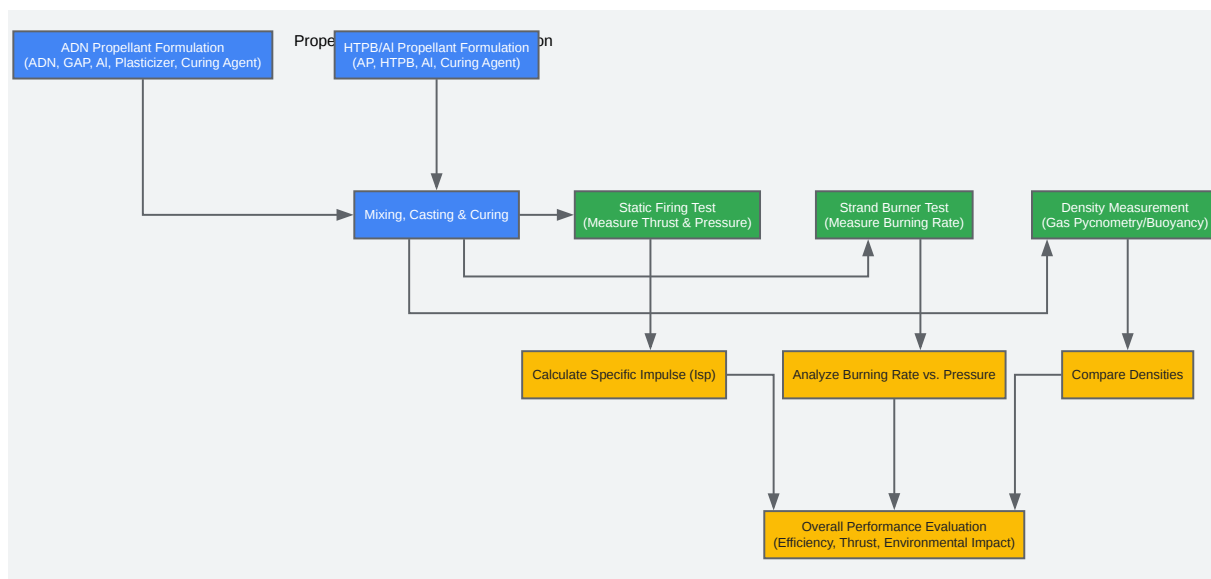 ADN Propellant Formulation
(ADN, GAP, Al, Plasticizer, Curing Agent)
HTPB/Al Propellant Formulation
(AP, HTPB, Al, Curing Agent)
Mixing, Casting & Curing
Static Firing Test
(Measure Thrust & Pressure)
Strand Burner Test
(Measure Burning Rate)
Density Measurement
(Gas Pycnometry/Buoyancy)
Calculate Specific Impulse (Isp)
Analyze Burning Rate vs. Pressure
Compare Densities
Overall Performance Evaluation
(Efficiency, Thrust, Environmental Impact)